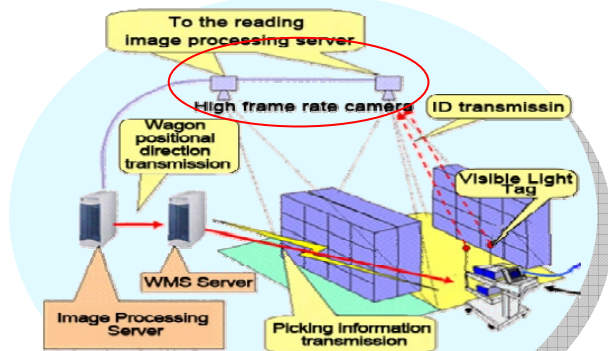 To the reading
image processing server
High frame rate camera
ID transmissin
Wagon
positional
direction
transmission
Visible Light
Tag
WMS Server
Image Processing
Server
Picking information
transmission